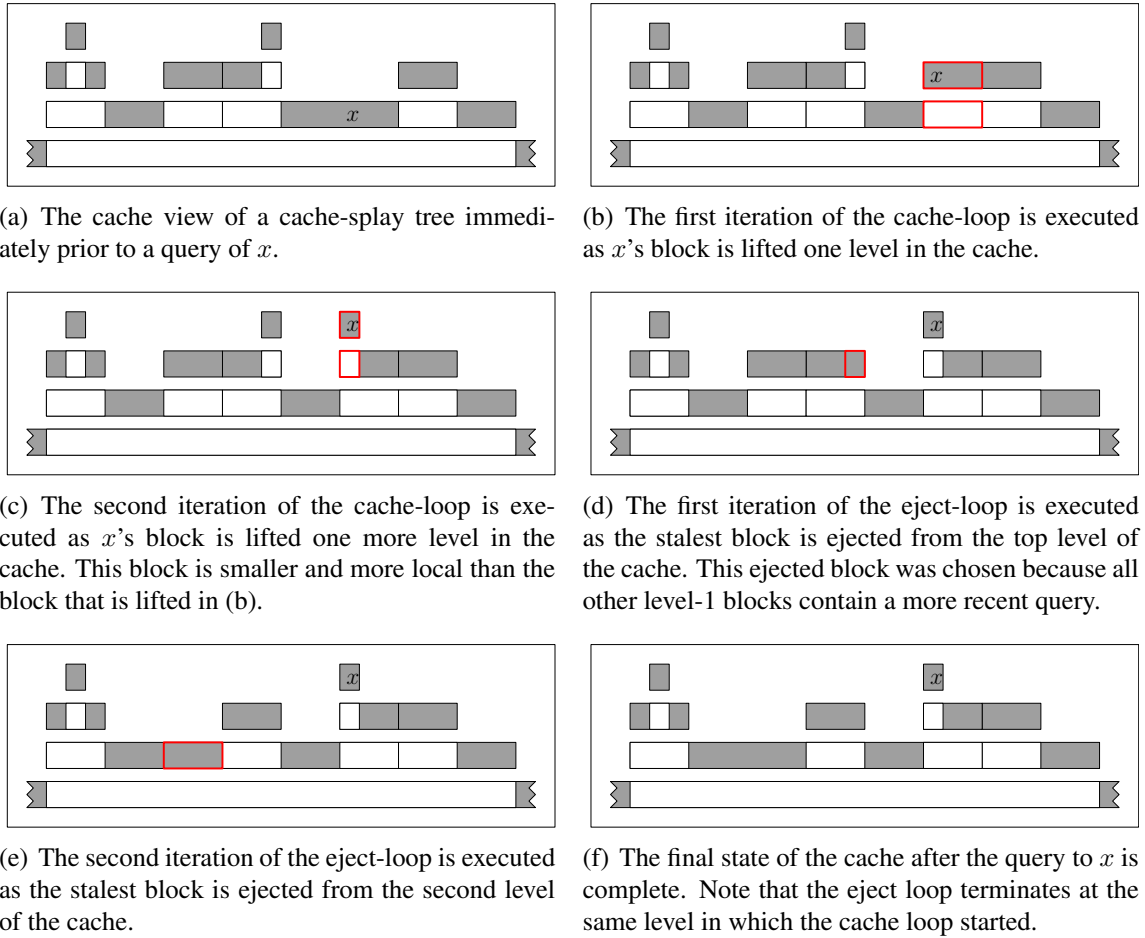 x
x
(a) The cache view of a cache-splay tree immedi-
ately prior to a query of x.
(b) The first iteration of the cache-loop is executed
as x's block is lifted one level in the cache.
x
x
(c) The second iteration of the cache-loop is exe-
cuted as x's block is lifted one more level in the
cache. This block is smaller and more local than the
block that is lifted in (b).
(d) The first iteration of the eject-loop is executed
as the stalest block is ejected from the top level of
the cache. This ejected block was chosen because all
other level-1 blocks contain a more recent query.
x
x
(e) The second iteration of the eject-loop is executed
as the stalest block is ejected from the second level
of the cache.
(f) The final state of the cache after the query to x is
complete. Note that the eject loop terminates at the
same level in which the cache loop started.